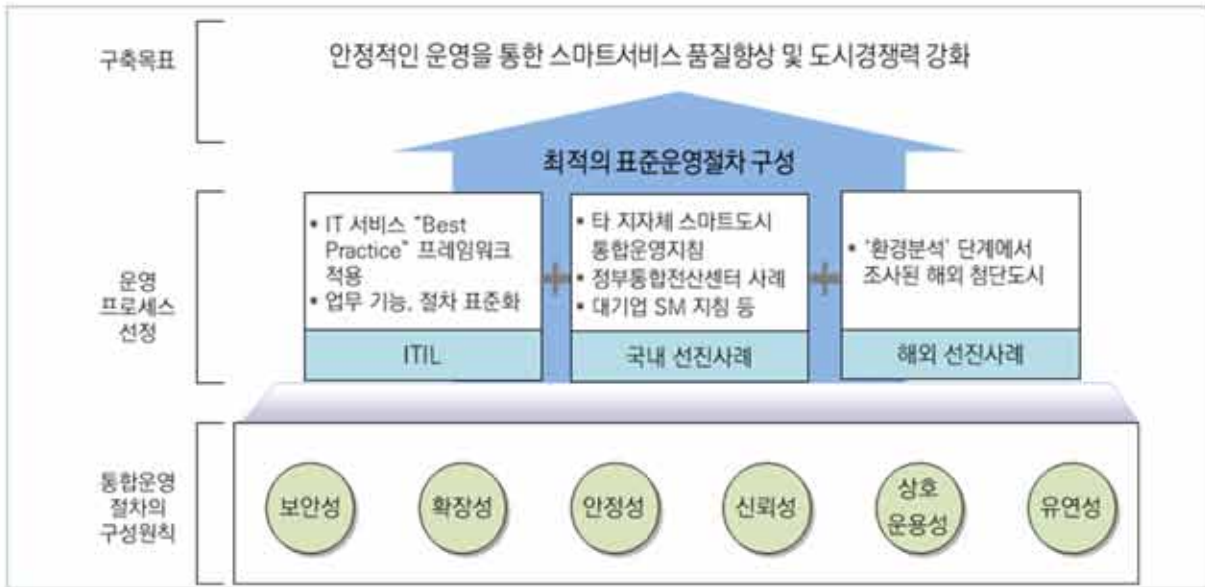 구축목표
안정적인 운영을 통한 스마트서비스 품질향상 및 도시경쟁력 강화
최적의 표준운영절차 구성
운영
프로세스
선정
• IT 서비스 "Best
Practice" 프레임워크
적용
• 업무 기능, 절차 표준화
ITIL
+
• 타 지자체 스마트도시
통합운영지침
• 정부통합전산센터 사례
• 대기업 SM 지침 등
국내 선진사례
+
• '환경분석' 단계에서
조사된 해외 첨단도시
해외 선진사례
통합운영
절차의
구성원칙
보안성
확장성
안정성
신뢰성
상호
운용성
유연성